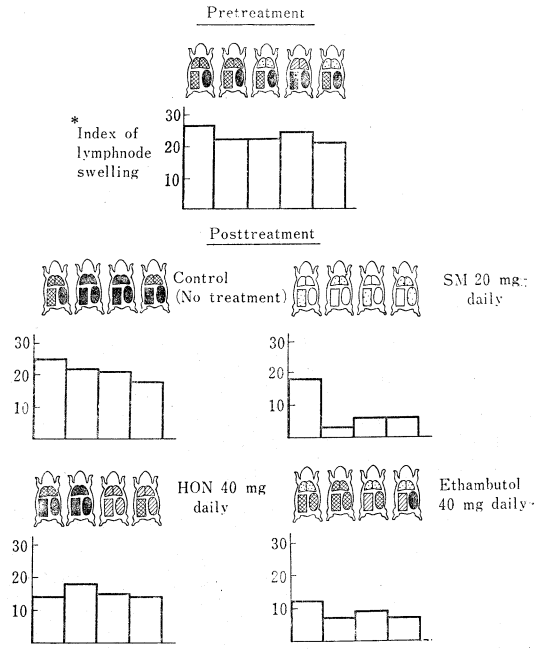 Pretreatment
*
Index of
lymphnode
swelling
30
20
10
Posttreatment
Control
(No treatment)
SM 20 mg
daily
30
20
10
30
20
10
HON 40 mg
daily
Ethambutol
40 mg daily
30
20
10
30
20
10